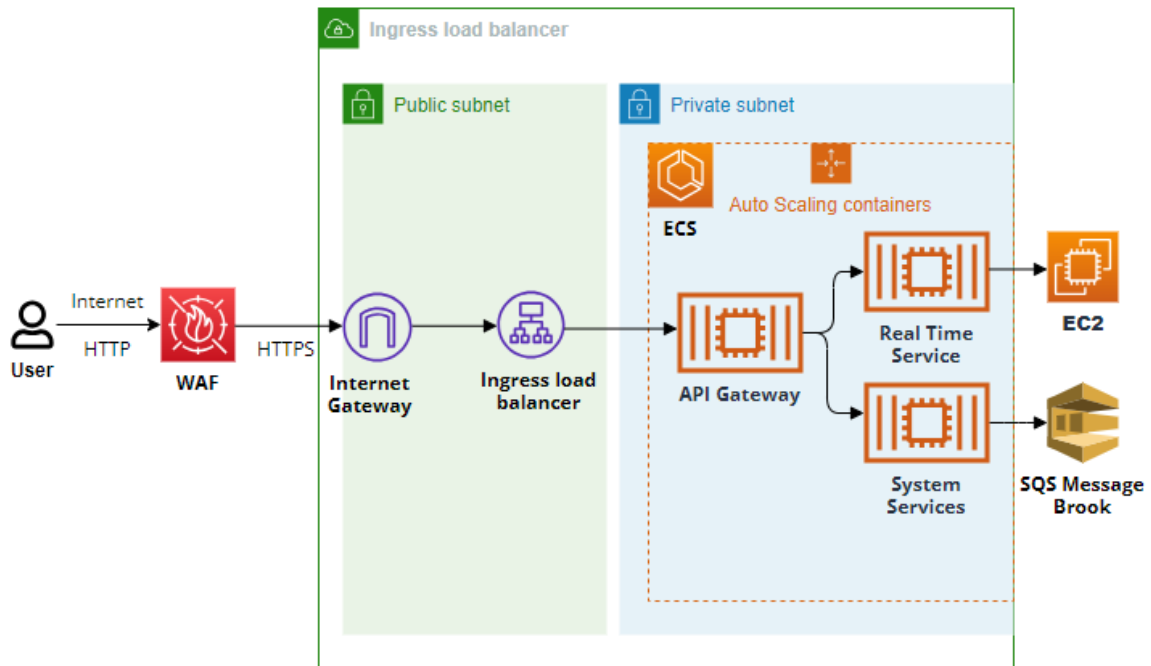 Ingress load balancer
Public subnet
Private subnet
Auto Scaling containers
ECS
Internet
HTTP
User
WAF
HTTPS
Internet
Gateway
Ingress load
balancer
API Gateway
Real Time
Service
EC2
System
Services
SQS Message
Brook